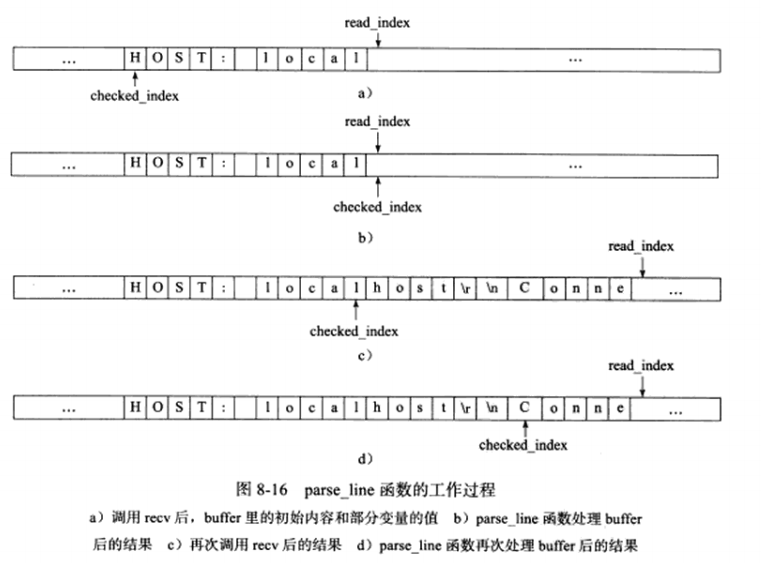 read_index
... H O S T : l o c a l ...
checked_index
a）
read_index
... H O S T : l o c a l ...
checked_index
b）
read_index
... H O S T : l o c a l h o s t \r \n C o n n e ...
checked_index
c）
read_index
... H O S T : l o c a l h o s t \r \n C o n n e ...
checked_index
d）
图 8-16 parse_line 函数的工作过程
a）调用 recv 后，buffer 里的初始内容和部分变量的值 b）parse_line 函数处理 buffer
后的结果 c）再次调用 recv 后的结果 d）parse_line 函数再次处理 buffer 后的结果